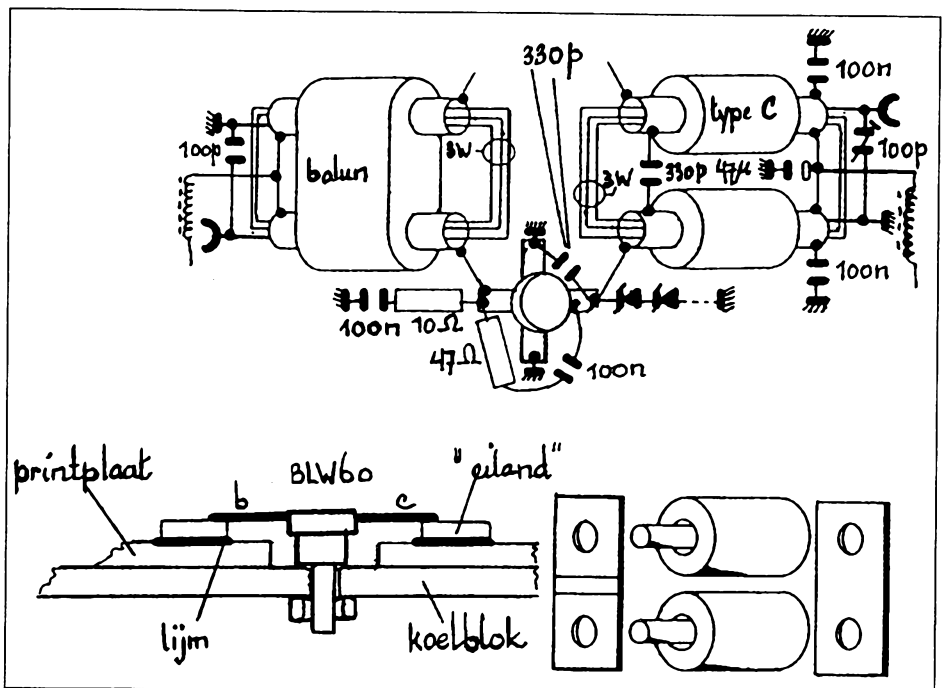 330p
100n
type C
100p
balun
3W
100p
330p
47µ
3W
100n
100n
10Ω
47Ω
100n
printplaat
BLW60
"eiland"
b
c
lijm
koelblok